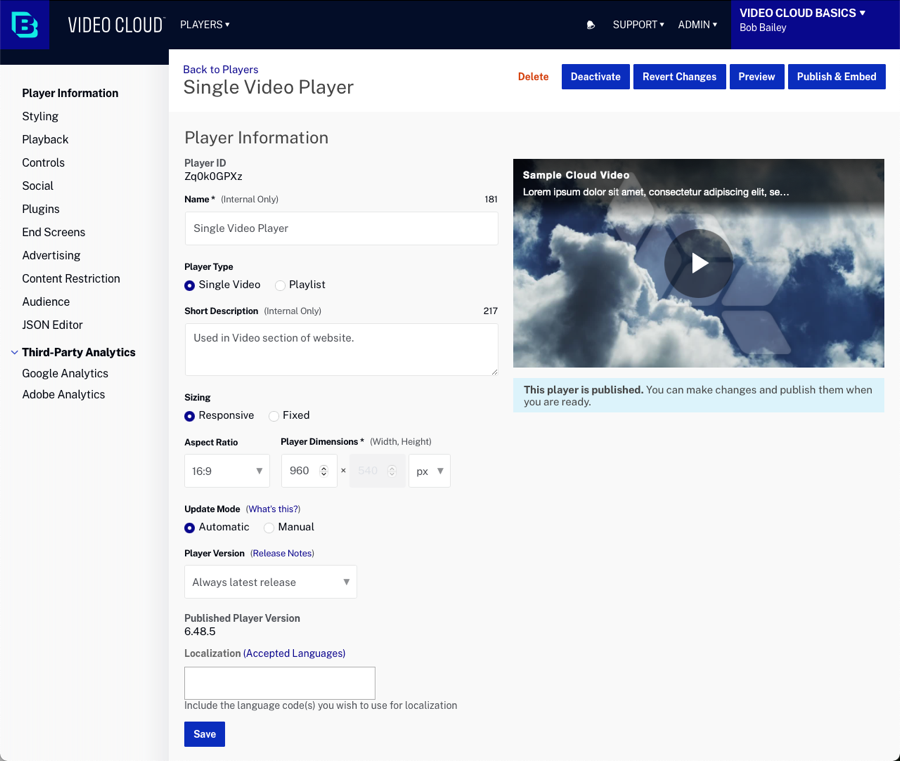 VIDEO CLOUD
PLAYERS ▾
SUPPORT ▾
ADMIN ▾
VIDEO CLOUD BASICS ▾
Bob Bailey
Player Information
Styling
Playback
Controls
Social
Plugins
End Screens
Advertising
Content Restriction
Audience
JSON Editor
Third-Party Analytics
Google Analytics
Adobe Analytics
Back to Players
Single Video Player
Delete
Deactivate
Revert Changes
Preview
Publish & Embed
Player Information
Player ID
Zq0k0GPXz
Name * (Internal Only) 181
Single Video Player
Player Type
Single Video Playlist
Short Description (Internal Only) 217
Used in Video section of website.
Sizing
Responsive Fixed
Aspect Ratio Player Dimensions * (Width, Height)
16:9 960 × 540 px
Update Mode (What's this?)
Automatic Manual
Player Version (Release Notes)
Always latest release
Published Player Version
6.48.5
Localization (Accepted Languages)
Include the language code(s) you wish to use for localization
Save
Sample Cloud Video
Lorem ipsum dolor sit amet, consectetur adipiscing elit, se...
This player is published. You can make changes and publish them when
you are ready.